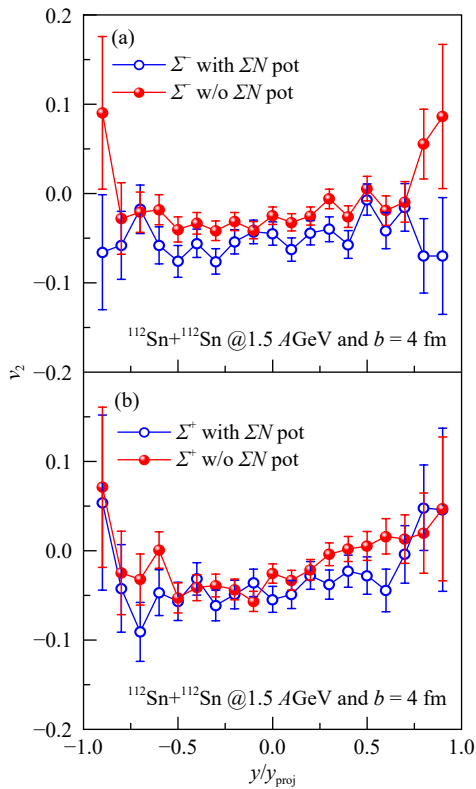 0.2
(a)
Σ⁻ with ΣN pot
Σ⁻ w/o ΣN pot
0.1
0.0
−0.1
¹¹²Sn+¹¹²Sn @1.5 AGeV and b = 4 fm
v₂
−0.2
(b)
Σ⁺ with ΣN pot
Σ⁺ w/o ΣN pot
0.1
0.0
−0.1
¹¹²Sn+¹¹²Sn @1.5 AGeV and b = 4 fm
−0.2
−1.0 −0.5 0.0 0.5 1.0
y/y_proj